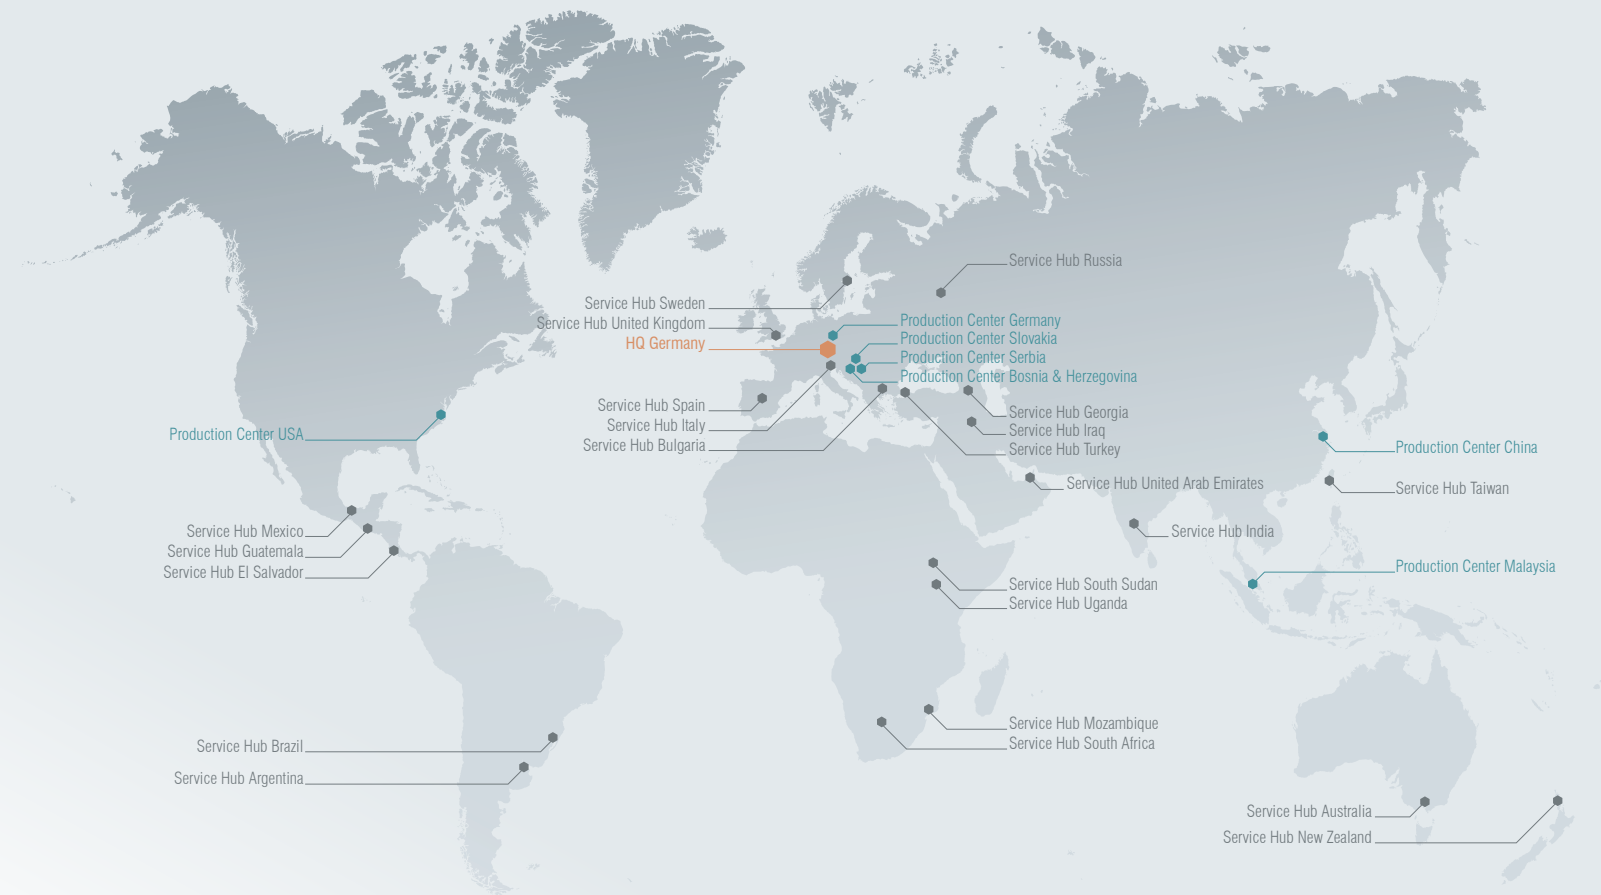 Service Hub Russia
Service Hub Sweden
Service Hub United Kingdom
HQ Germany
Production Center Germany
Production Center Slovakia
Production Center Serbia
Production Center Bosnia & Herzegovina
Service Hub Spain
Service Hub Italy
Service Hub Bulgaria
Service Hub Georgia
Service Hub Iraq
Service Hub Turkey
Production Center USA
Production Center China
Service Hub United Arab Emirates
Service Hub Taiwan
Service Hub Mexico
Service Hub Guatemala
Service Hub El Salvador
Service Hub India
Production Center Malaysia
Service Hub South Sudan
Service Hub Uganda
Service Hub Mozambique
Service Hub South Africa
Service Hub Brazil
Service Hub Argentina
Service Hub Australia
Service Hub New Zealand